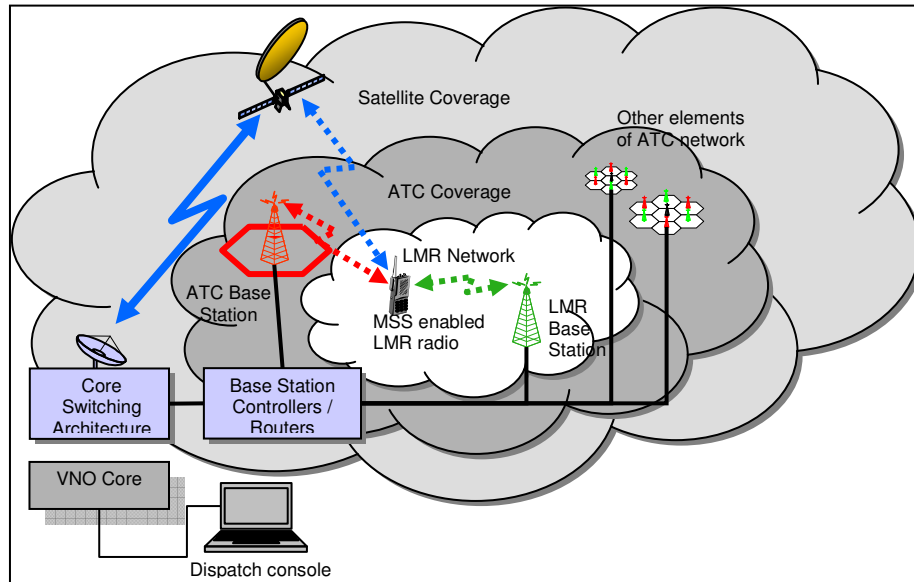 Satellite Coverage
Other elements
of ATC network
ATC Coverage
LMR Network
ATC Base
Station
MSS enabled
LMR radio
LMR
Base
Station
Core
Switching
Architecture
Base Station
Controllers /
Routers
VNO Core
Dispatch console